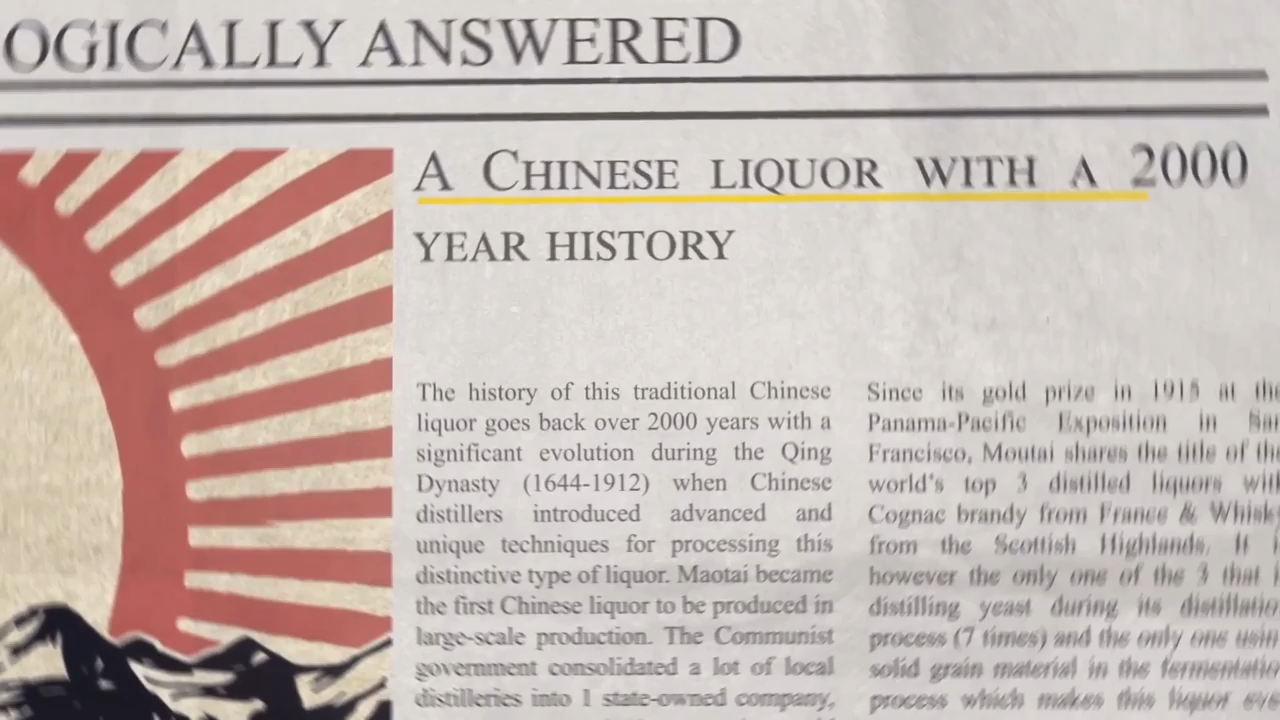 OGICALLY ANSWERED
A CHINESE LIQUOR WITH A 2000
YEAR HISTORY
The history of this traditional Chinese
liquor goes back over 2000 years with a
significant evolution during the Qing
Dynasty (1644-1912) when Chinese
distillers introduced advanced and
unique techniques for processing this
distinctive type of liquor. Maotai became
the first Chinese liquor to be produced in
large-scale production. The Communist
government consolidated a lot of local
distilleries into 1 state-owned company,
Since its gold prize in 1915 at the
Panama-Pacific Exposition in San
Francisco, Moutai shares the title of the
world's top 3 distilled liquors with
Cognac brandy from France & Whisky
from the Scottish Highlands. It i
however the only one of the 3 that i
distilling yeast during its distillatio
process (7 times) and the only one usin
solid grain material in the fermentatio
process which makes this liquor eve